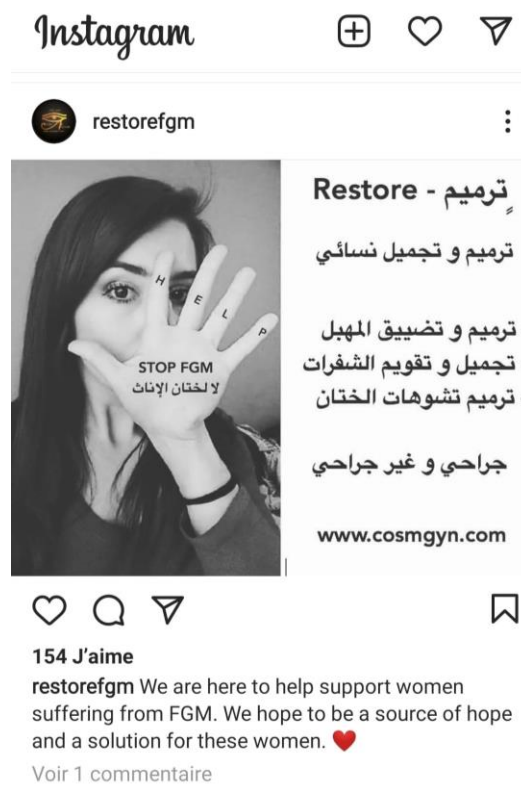 Instagram
restorefgm
ترميم - Restore
ترميم و تجميل نسائي
ترميم و تضييق المهبل
تجميل و تقويم الشفرات
ترميم تشوهات الختان
جراحي و غير جراحي
www.cosmgyn.com
H E L P
STOP FGM
لا لختان الإناث
154 J’aime
restorefgm We are here to help support women
suffering from FGM. We hope to be a source of hope
and a solution for these women. ❤️
Voir 1 commentaire